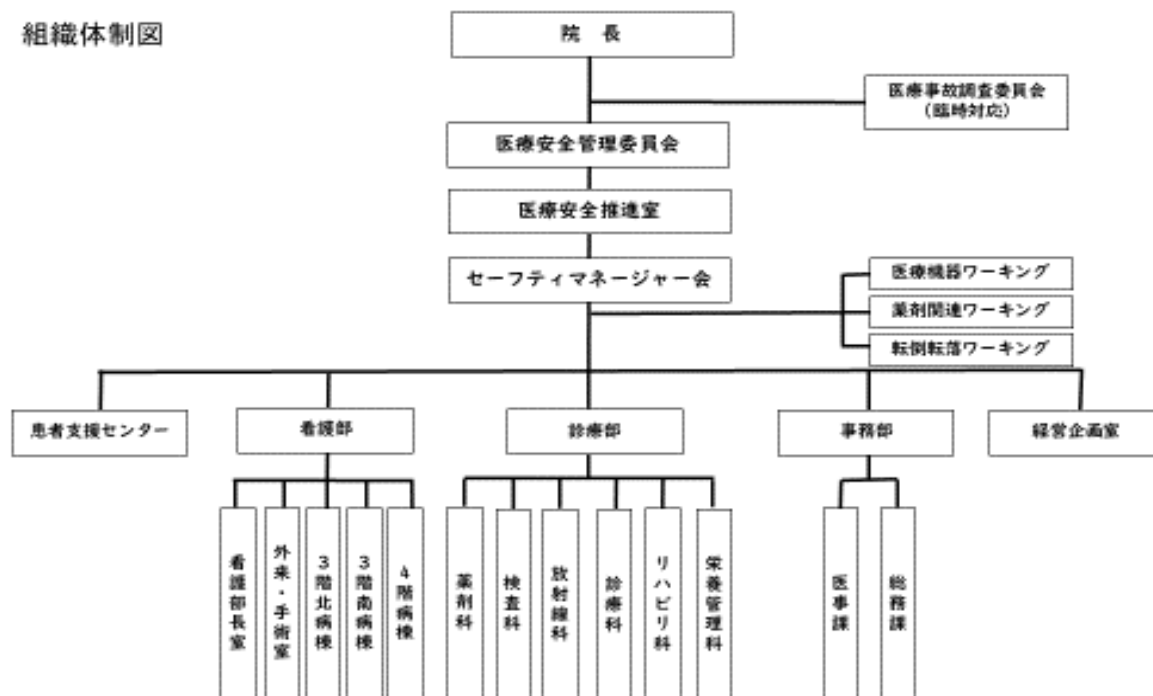 組織体制図
院 長
医療事故調査委員会
（臨時対応）
医療安全管理委員会
医療安全推進室
セーフティマネージャー会
医療機器ワーキング
薬剤関連ワーキング
転倒転落ワーキング
患者支援センター
看護部
診療部
事務部
経営企画室
看護部長室
外来・手術室
３階北病棟
３階南病棟
４階病棟
薬剤科
検査科
放射線科
診療科
リハビリ科
栄養管理科
医事課
総務課